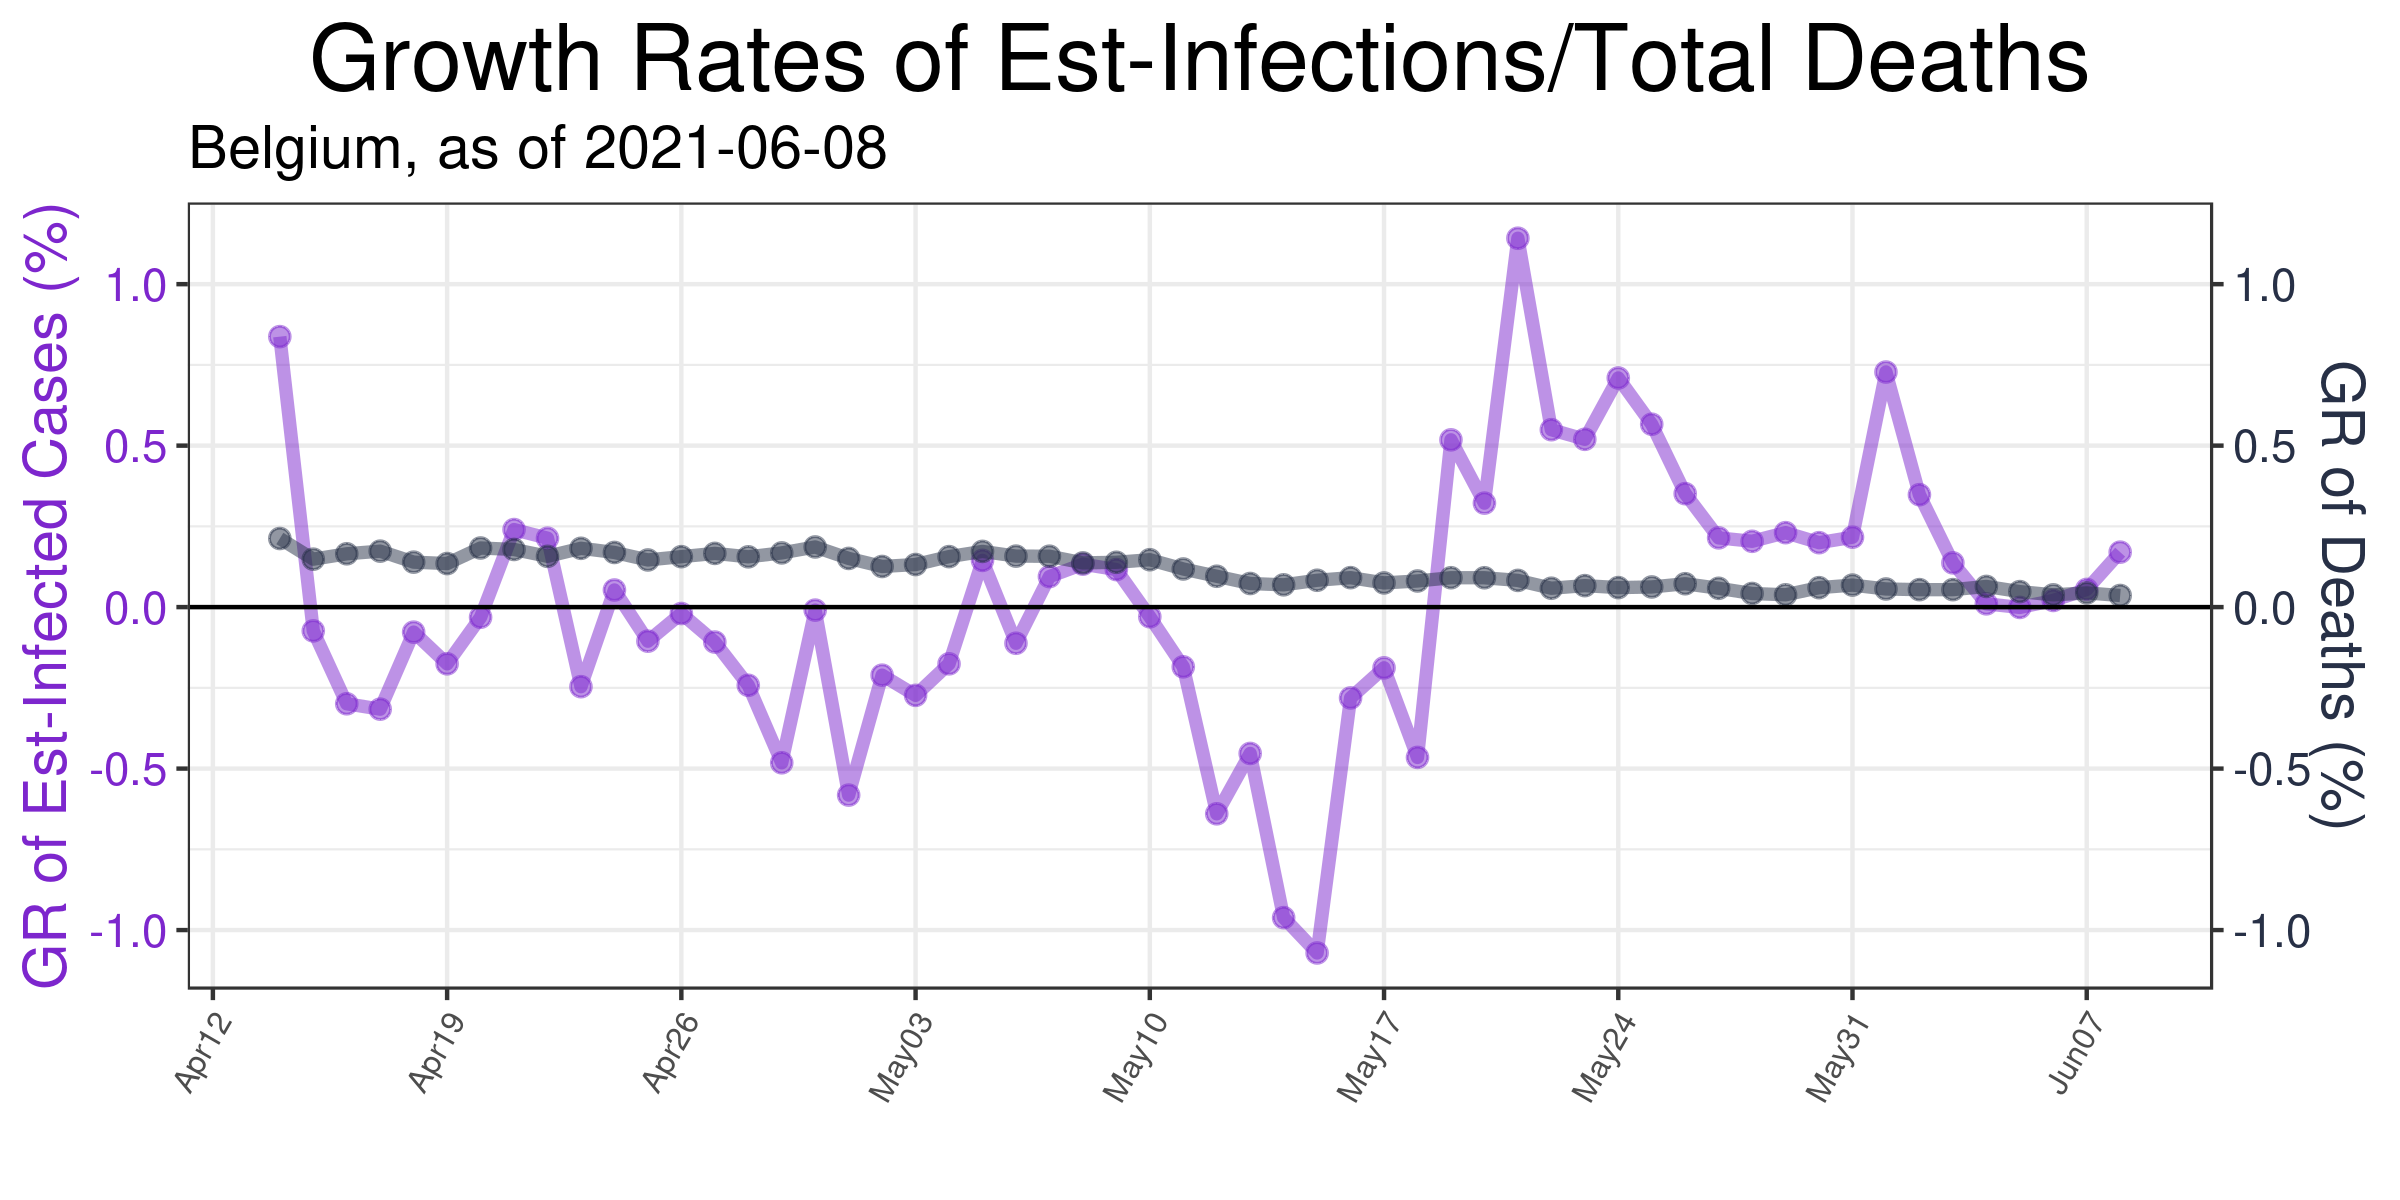 Growth Rates of Est-Infections/Total Deaths
Belgium, as of 2021-06-08
GR of Est-Infected Cases (%)
1.0
0.5
0.0
-0.5
-1.0
1.0
0.5
0.0
-0.5
-1.0
GR of Deaths (%)
Apr12
Apr19
Apr26
May03
May10
May17
May24
May31
Jun07